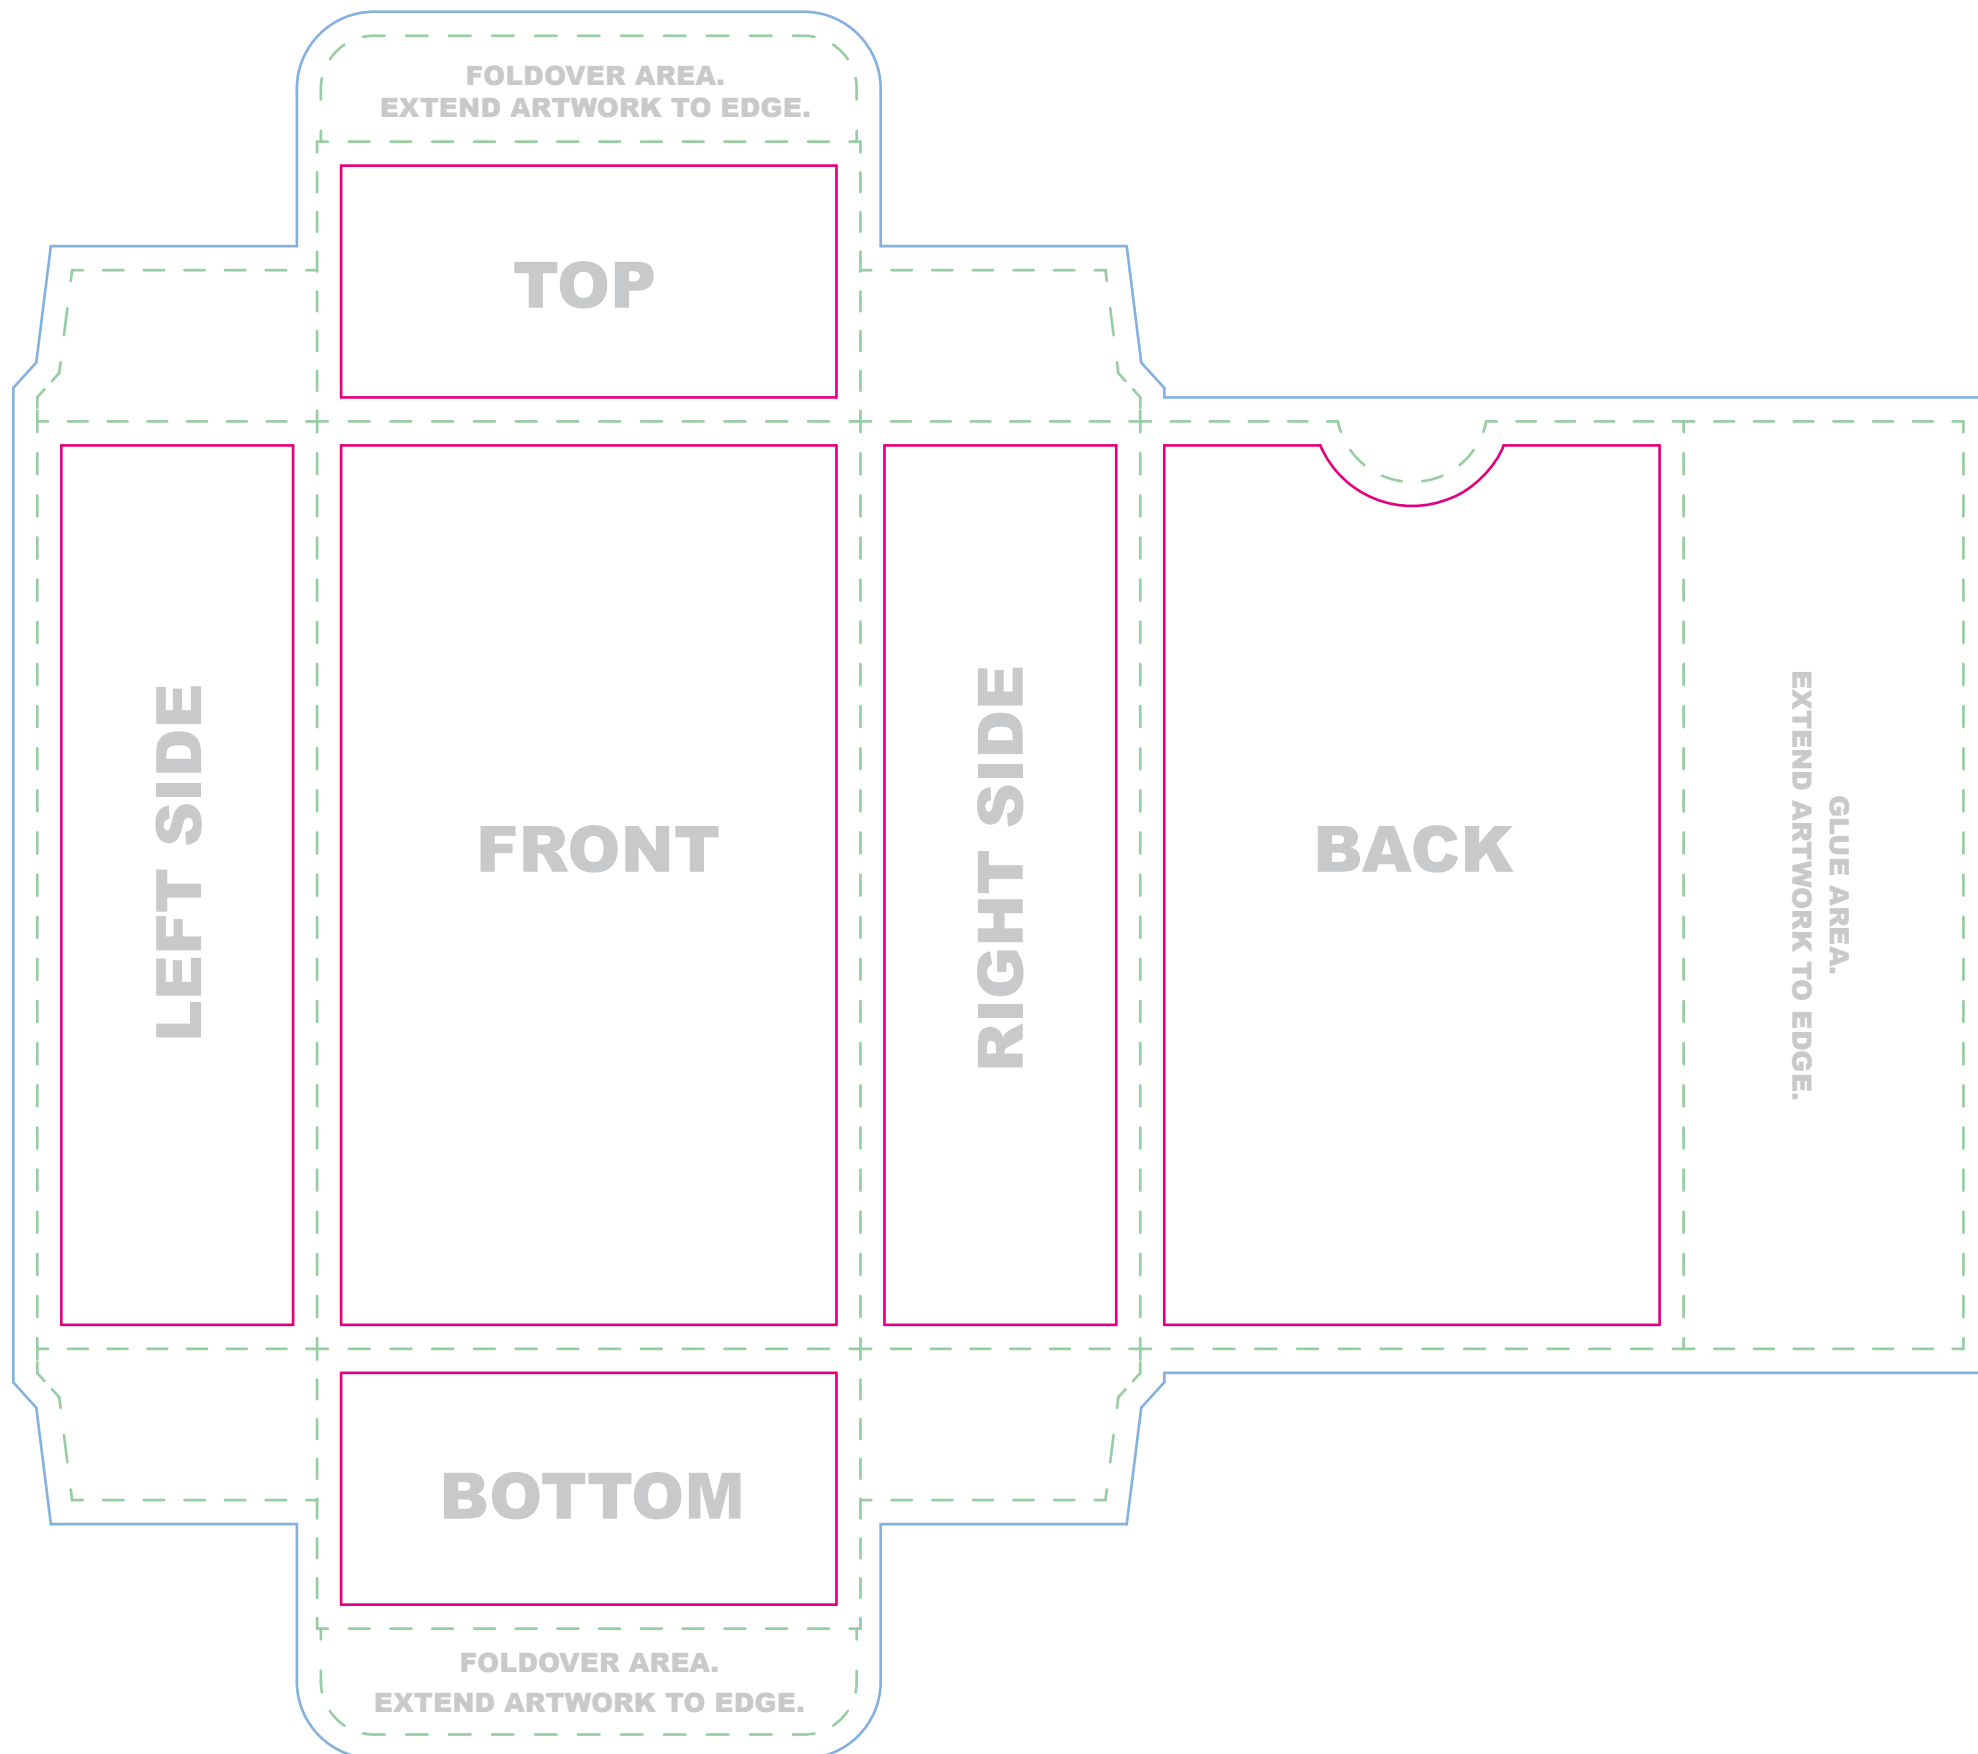 FOLDOVER AREA.
EXTEND ARTWORK TO EDGE.
TOP
LEFT SIDE
FRONT
RIGHT SIDE
BACK
GLUE AREA.
EXTEND ARTWORK TO EDGE.
BOTTOM
FOLDOVER AREA.
EXTEND ARTWORK TO EDGE.